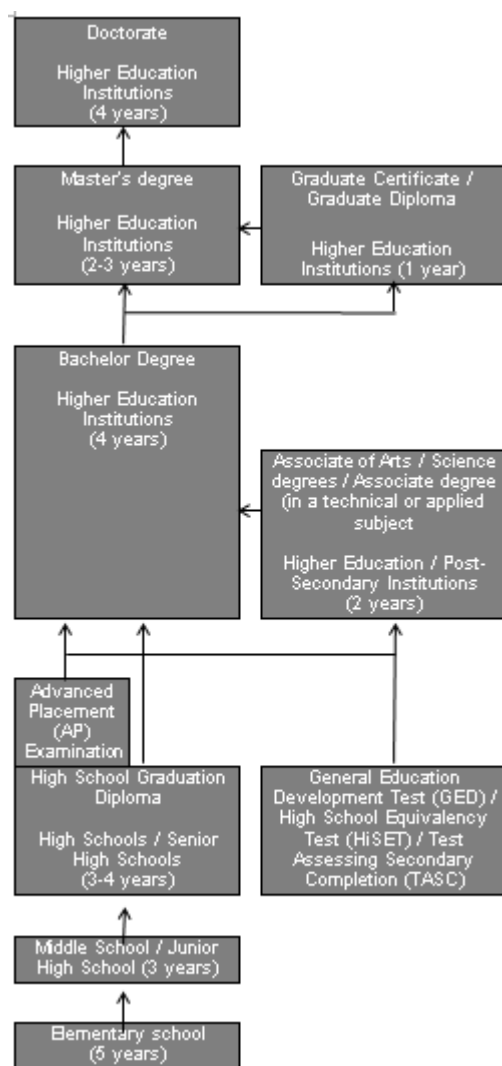 Doctorate
Higher Education
Institutions
(4 years)
Master's degree
Higher Education
Institutions
(2-3 years)
Graduate Certificate /
Graduate Diploma
Higher Education
Institutions (1 year)
Bachelor Degree
Higher Education
Institutions
(4 years)
Associate of Arts / Science
degrees / Associate degree
(in a technical or applied
subject
Higher Education / Post-
Secondary Institutions
(2 years)
Advanced
Placement
(AP)
Examination
High School Graduation
Diploma
High Schools / Senior
High Schools
(3-4 years)
General Education
Development Test (GED) /
High School Equivalency
Test (HiSET) / Test
Assessing Secondary
Completion (TASC)
Middle School / Junior
High School (3 years)
Elementary school
(5 years)